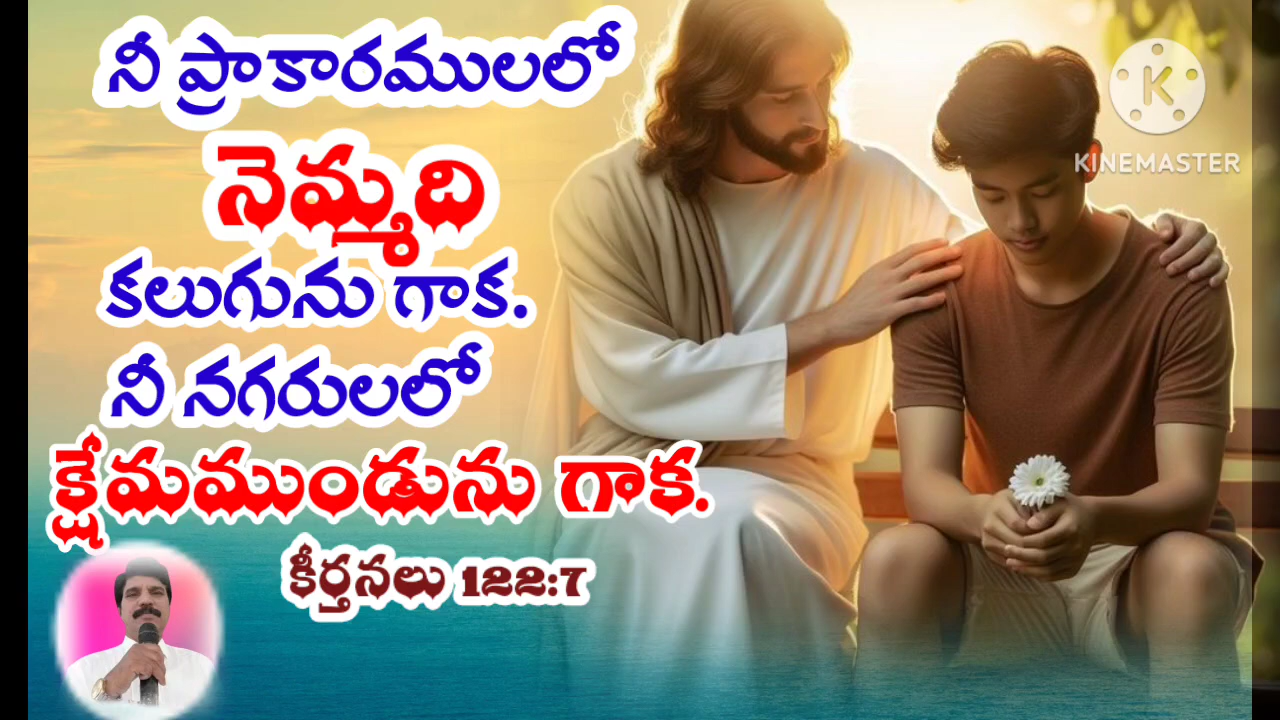 నీ ప్రాకారములలో
నెమ్మది
కలుగును గాక.
నీ నగరులలో
క్షేమముండును గాక.
కీర్తనలు 122:7
K
KINEMASTER